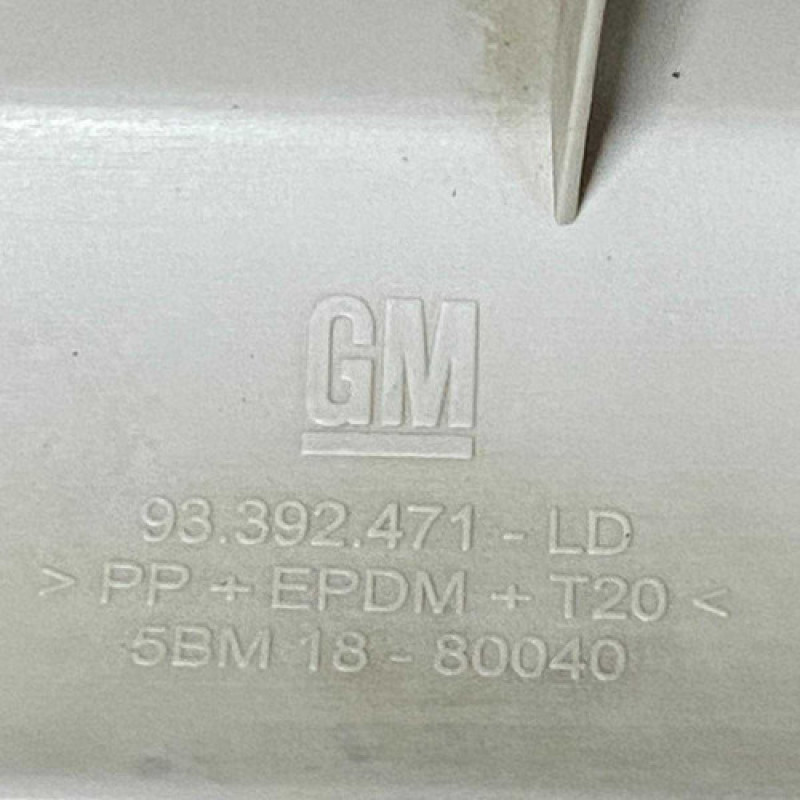 GM
93.392.471 - LD
> PP + EPDM + T20 <
5BM 18 - 80040